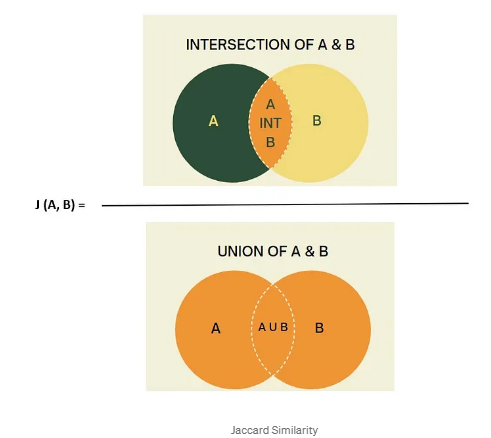 INTERSECTION OF A & B
A
A
INT
B
B
J (A, B) =
UNION OF A & B
A
A U B
B
Jaccard Similarity